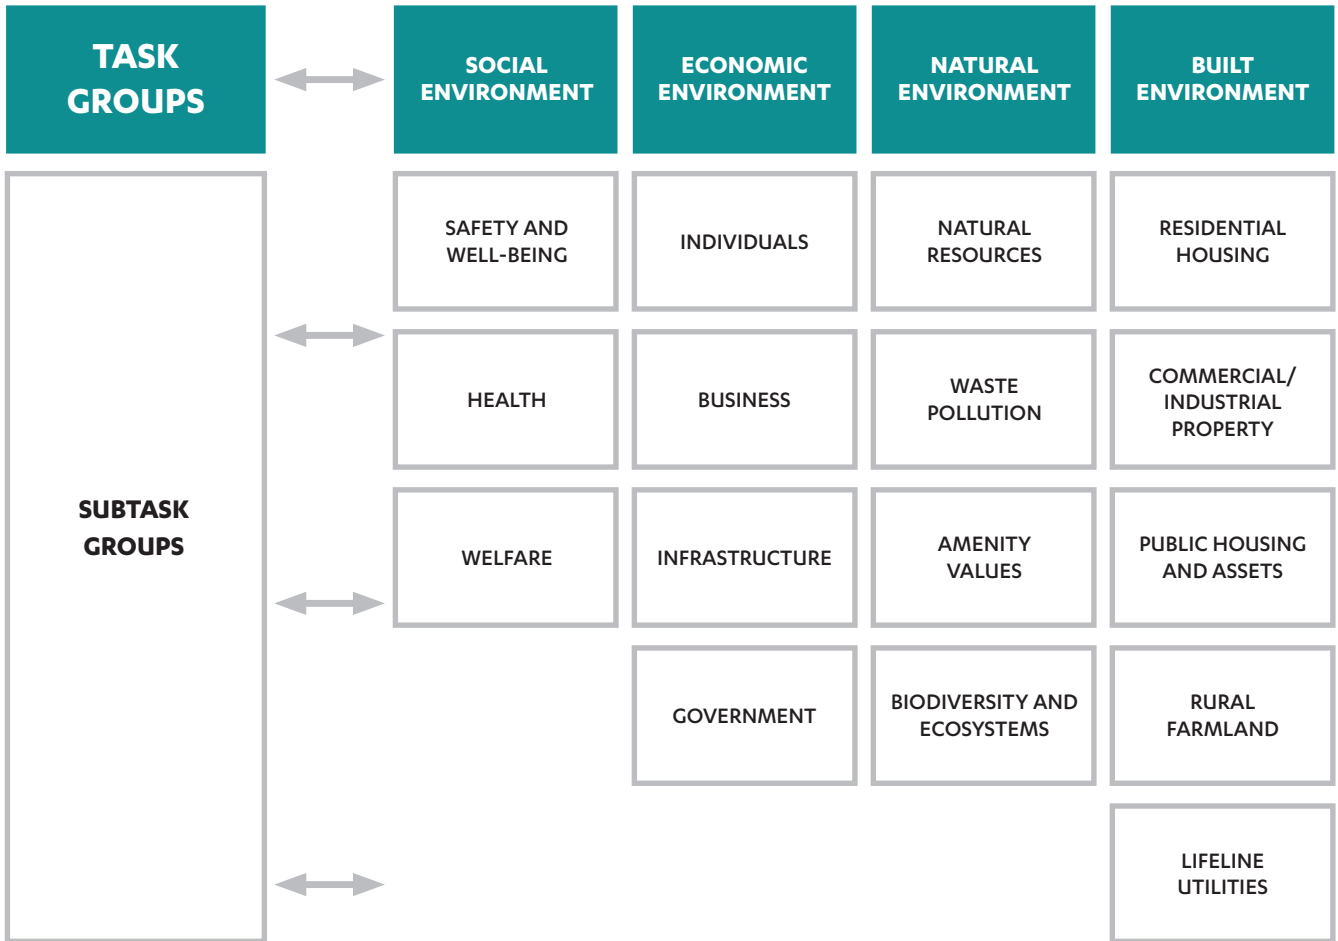 TASK
GROUPS
SOCIAL
ENVIRONMENT
ECONOMIC
ENVIRONMENT
NATURAL
ENVIRONMENT
BUILT
ENVIRONMENT
SUBTASK
GROUPS
SAFETY AND
WELL-BEING
INDIVIDUALS
NATURAL
RESOURCES
RESIDENTIAL
HOUSING
HEALTH
BUSINESS
WASTE
POLLUTION
COMMERCIAL/
INDUSTRIAL
PROPERTY
WELFARE
INFRASTRUCTURE
AMENITY
VALUES
PUBLIC HOUSING
AND ASSETS
GOVERNMENT
BIODIVERSITY AND
ECOSYSTEMS
RURAL
FARMLAND
LIFELINE
UTILITIES